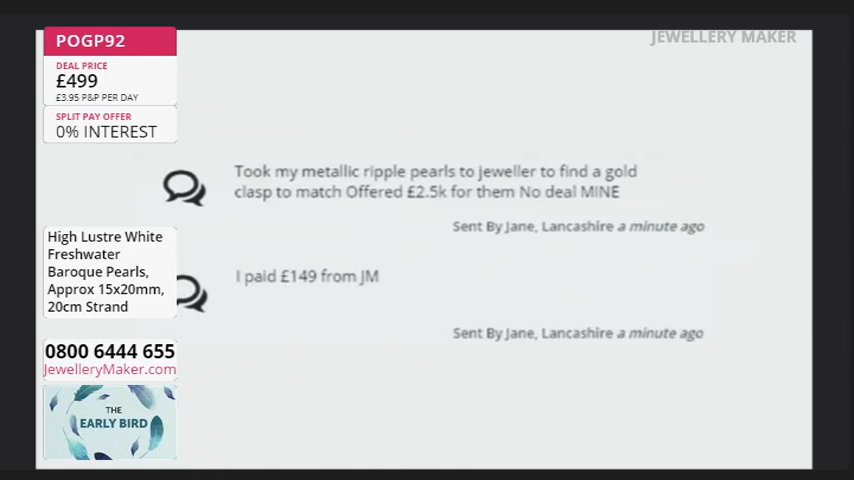 POGP92
JEWELLERY MAKER
DEAL PRICE
£499
£3.95 P&P PER DAY
SPLIT PAY OFFER
0% INTEREST
Took my metallic ripple pearls to jeweller to find a gold
clasp to match Offered £2.5k for them No deal MINE
Sent By Jane, Lancashire a minute ago
High Lustre White
Freshwater
Baroque Pearls,
Approx 15x20mm,
20cm Strand
I paid £149 from JM
Sent By Jane, Lancashire a minute ago
0800 6444 655
JewelleryMaker.com
THE
EARLY BIRD